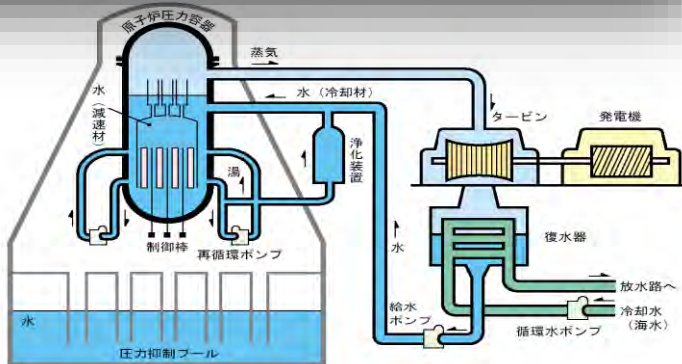 原子炉圧力容器
蒸気
水（減速材）
水（冷却材）
タービン
発電機
浄化装置
湯
制御棒
再循環ポンプ
水
復水器
放水路へ
給水
ポンプ
冷却水
（海水）
循環水ポンプ
水
圧力抑制プール